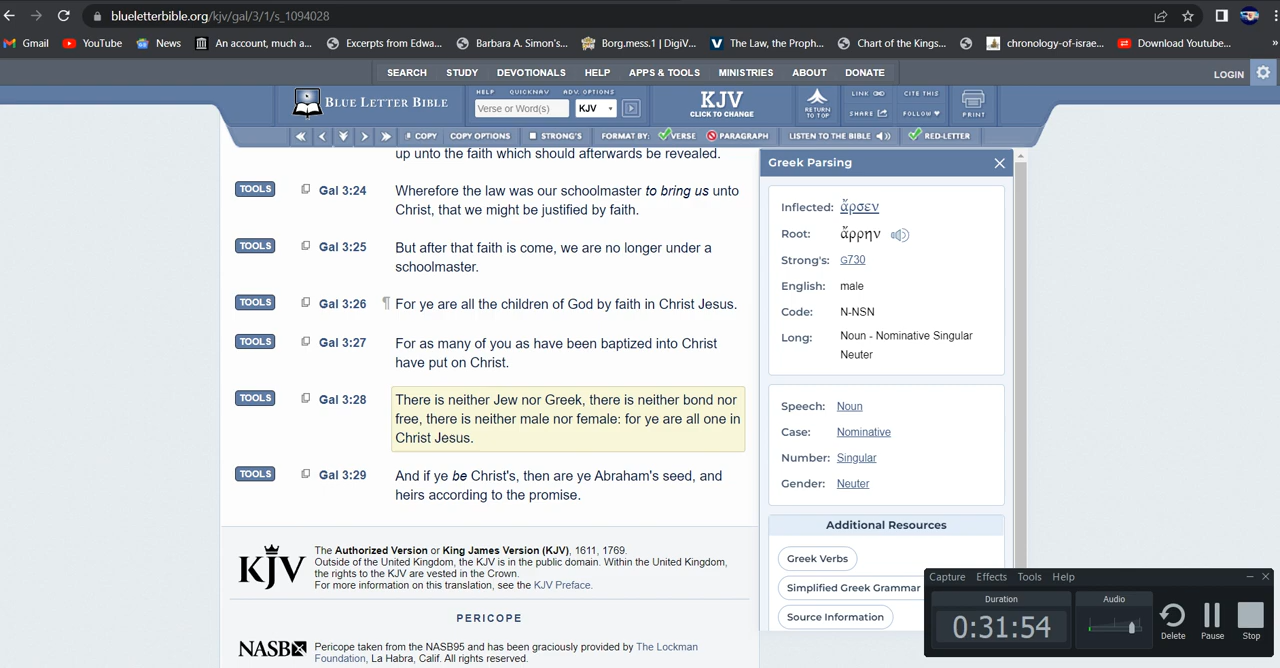 blueletterbible.org/kjv/gal/3/1/s_1094028
Gmail YouTube News An account, much a... Excerpts from Edwa... Barbara A. Simon's... Borg.mess.1 | DigiV... The Law, the Proph... Chart of the Kings... chronology-of-israe... Download Youtube... »
SEARCH STUDY DEVOTIONALS HELP APPS & TOOLS MINISTRIES ABOUT DONATE LOGIN
BLUE LETTER BIBLE
HELP QUICKNAV ADV OPTIONS
Verse or Word(s) KJV
KJV
CLICK TO CHANGE
RETURN TO TOP
LINK CITE THIS
SHARE FOLLOW
PRINT
COPY COPY OPTIONS STRONG'S FORMAT BY: VERSE PARAGRAPH LISTEN TO THE BIBLE RED-LETTER
up unto the faith which should afterwards be revealed.
TOOLS Gal 3:24 Wherefore the law was our schoolmaster to bring us unto
Christ, that we might be justified by faith.
TOOLS Gal 3:25 But after that faith is come, we are no longer under a
schoolmaster.
TOOLS Gal 3:26 ¶ For ye are all the children of God by faith in Christ Jesus.
TOOLS Gal 3:27 For as many of you as have been baptized into Christ
have put on Christ.
TOOLS Gal 3:28 There is neither Jew nor Greek, there is neither bond nor
free, there is neither male nor female: for ye are all one in
Christ Jesus.
TOOLS Gal 3:29 And if ye be Christ's, then are ye Abraham's seed, and
heirs according to the promise.
KJV
The Authorized Version or King James Version (KJV), 1611, 1769.
Outside of the United Kingdom, the KJV is in the public domain. Within the United Kingdom,
the rights to the KJV are vested in the Crown.
For more information on this translation, see the KJV Preface.
PERICOPE
NASB
Pericope taken from the NASB95 and has been graciously provided by The Lockman
Foundation, La Habra, Calif. All rights reserved.
Greek Parsing
Inflected: ἄρσεν
Root: ἄρρην
Strong's: G730
English: male
Code: N-NSN
Long: Noun - Nominative Singular
Neuter
Speech: Noun
Case: Nominative
Number: Singular
Gender: Neuter
Additional Resources
Greek Verbs
Simplified Greek Grammar
Source Information
Capture Effects Tools Help
Duration Audio
0:31:54
Delete Pause Stop